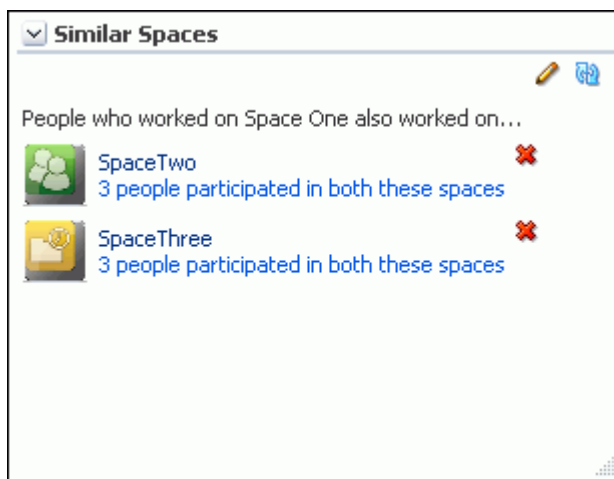 Similar Spaces
People who worked on Space One also worked on...
SpaceTwo
3 people participated in both these spaces
SpaceThree
3 people participated in both these spaces